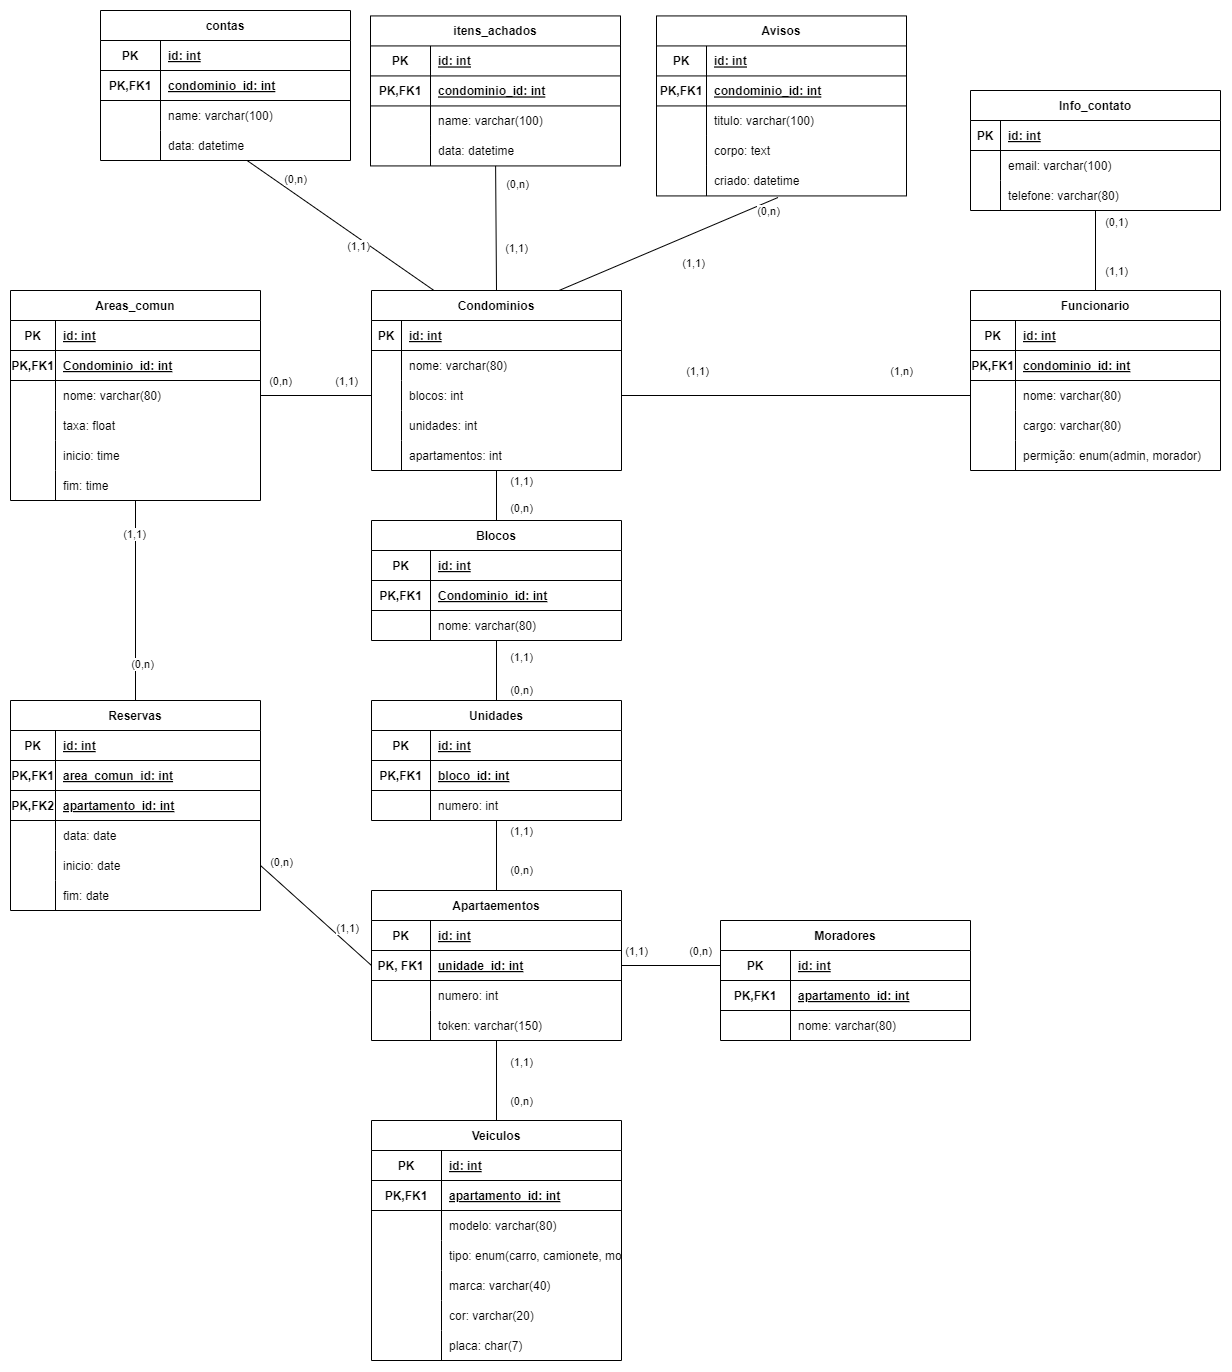 contas
PK id: int
PK,FK1 condominio_id: int
name: varchar(100)
data: datetime
itens_achados
PK id: int
PK,FK1 condominio_id: int
name: varchar(100)
data: datetime
Avisos
PK id: int
PK,FK1 condominio_id: int
titulo: varchar(100)
corpo: text
criado: datetime
Info_contato
PK id: int
email: varchar(100)
telefone: varchar(80)
(0,n)
(1,1)
(0,n)
(1,1)
(0,n)
(1,1)
(0,1)
(1,1)
Areas_comun
PK id: int
PK,FK1 Condominio_id: int
nome: varchar(80)
taxa: float
inicio: time
fim: time
(0,n) (1,1)
Condominios
PK id: int
nome: varchar(80)
blocos: int
unidades: int
apartamentos: int
(1,1) (1,n)
Funcionario
PK id: int
PK,FK1 condominio_id: int
nome: varchar(80)
cargo: varchar(80)
permição: enum(admin, morador)
(1,1)
(0,n)
(1,1)
(0,n)
Blocos
PK id: int
PK,FK1 Condominio_id: int
nome: varchar(80)
(1,1)
(0,n)
Reservas
PK id: int
PK,FK1 area_comun_id: int
PK,FK2 apartamento_id: int
data: date
inicio: date
fim: date
Unidades
PK id: int
PK,FK1 bloco_id: int
numero: int
(1,1)
(0,n)
(0,n)
(1,1)
Apartaementos
PK id: int
PK, FK1 unidade_id: int
numero: int
token: varchar(150)
(1,1) (0,n)
Moradores
PK id: int
PK,FK1 apartamento_id: int
nome: varchar(80)
(1,1)
(0,n)
Veiculos
PK id: int
PK,FK1 apartamento_id: int
modelo: varchar(80)
tipo: enum(carro, camionete, mo
marca: varchar(40)
cor: varchar(20)
placa: char(7)